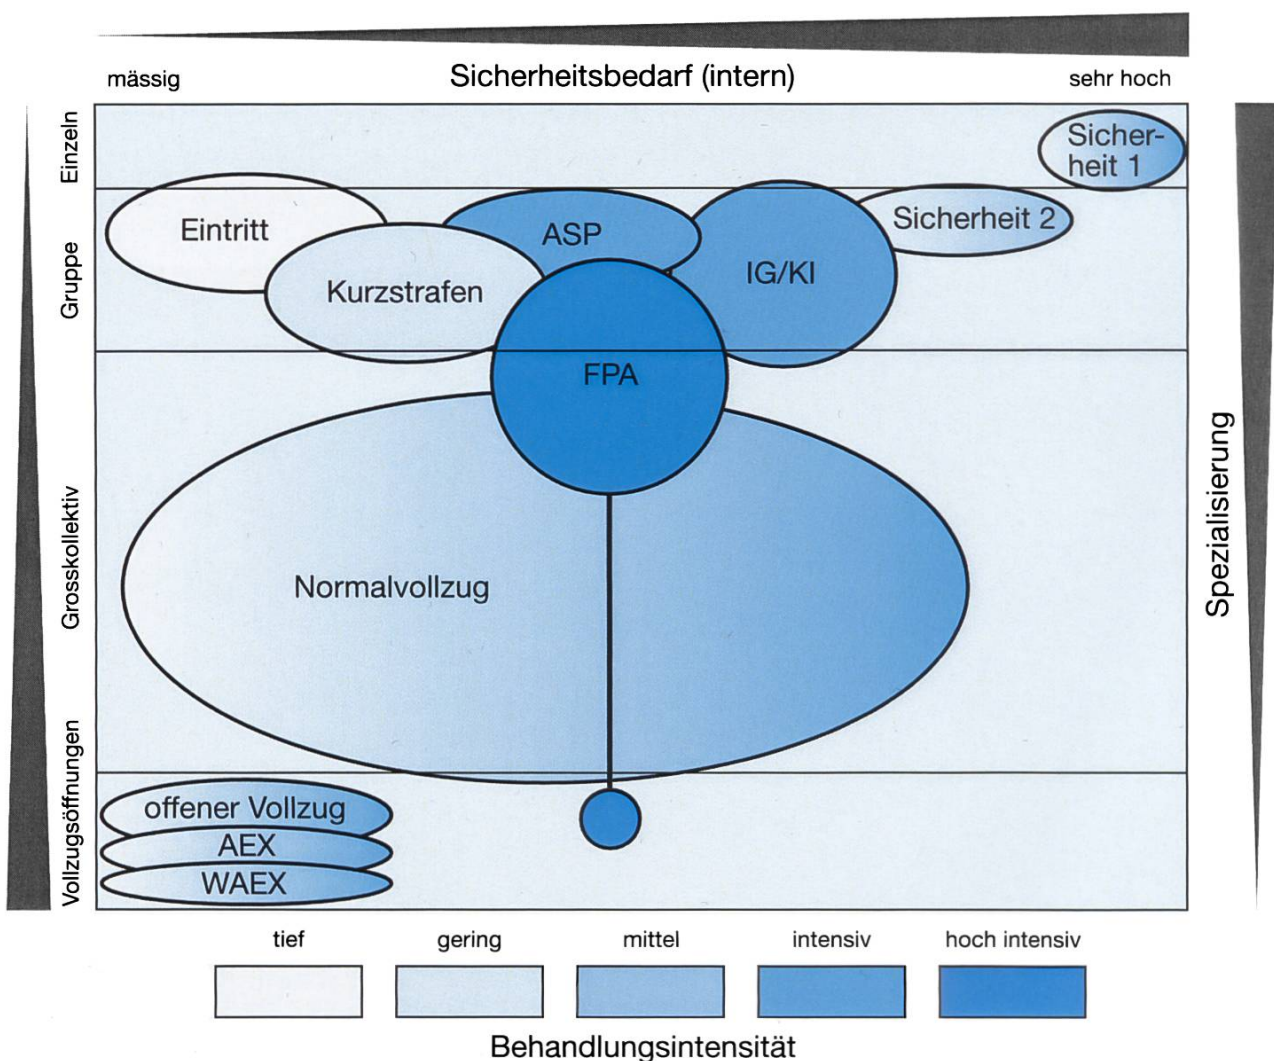 Sicherheitsbedarf (intern)
mässig
sehr hoch
Einzeln
Gruppe
Grosskollektiv
Vollzugsöffnungen
Spezialisierung
Sicher-
heit 1
Eintritt
ASP
Sicherheit 2
IG/KI
Kurzstrafen
FPA
Normalvollzug
offener Vollzug
AEX
WAEX
tief
gering
mittel
intensiv
hoch intensiv
Behandlungsintensität